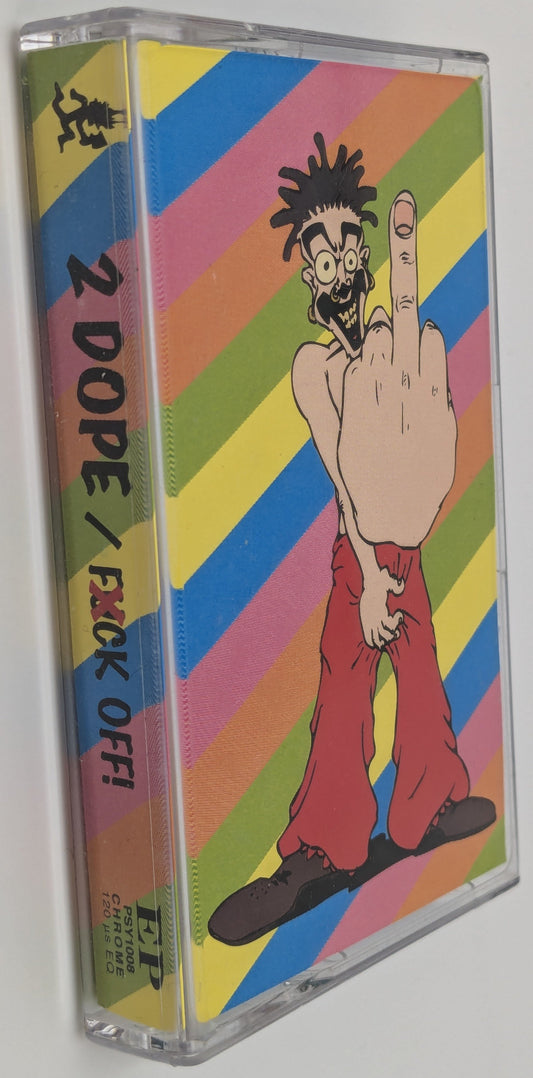 2 DOPE / FXCK OFF!
EP
PSY1008
CHROME
120 µs EQ